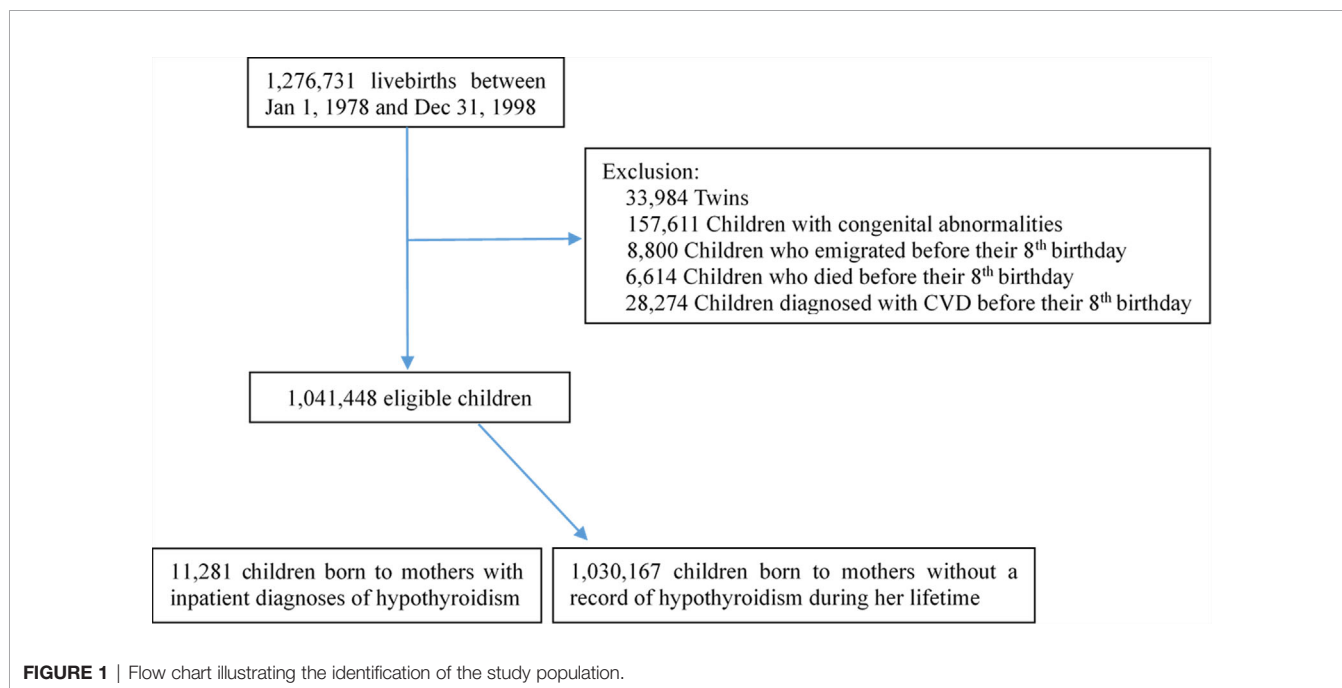 1,276,731 livebirths between
Jan 1, 1978 and Dec 31, 1998
Exclusion:
33,984 Twins
157,611 Children with congenital abnormalities
8,800 Children who emigrated before their 8th birthday
6,614 Children who died before their 8th birthday
28,274 Children diagnosed with CVD before their 8th birthday
1,041,448 eligible children
11,281 children born to mothers with
inpatient diagnoses of hypothyroidism
1,030,167 children born to mothers without a
record of hypothyroidism during her lifetime
FIGURE 1 | Flow chart illustrating the identification of the study population.